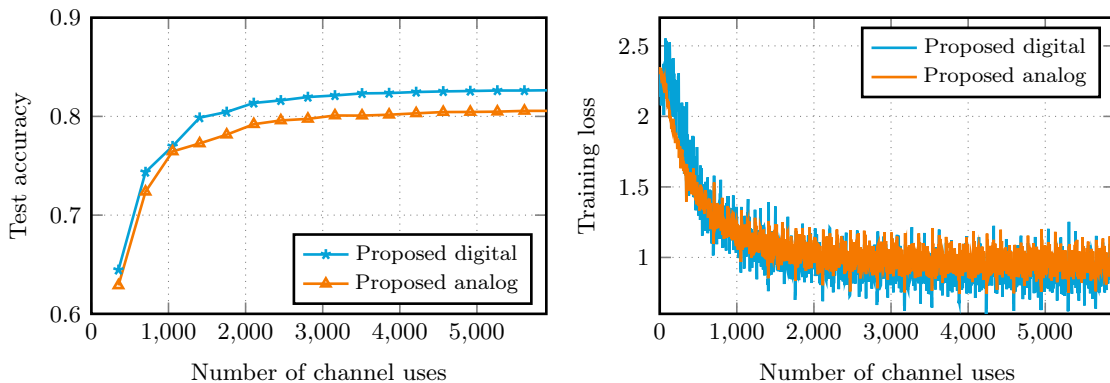 0.9
0.8
0.7
0.6
Test accuracy
0 1,000 2,000 3,000 4,000 5,000
Number of channel uses
Proposed digital
Proposed analog
2.5
2
1.5
1
Training loss
0 1,000 2,000 3,000 4,000 5,000
Number of channel uses
Proposed digital
Proposed analog